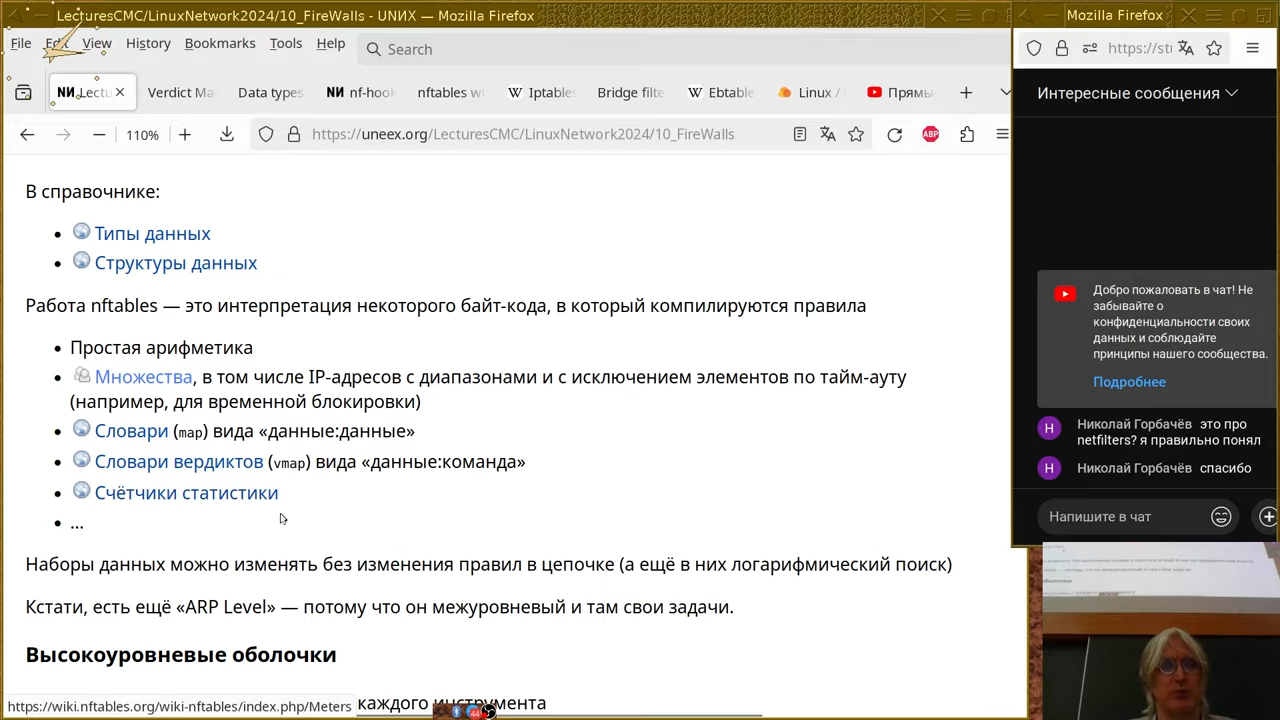 LecturesCMC/LinuxNetwork2024/10_FireWalls - UNИX — Mozilla Firefox
File Edit View History Bookmarks Tools Help
Search
Lectu
Verdict Ma
Data types
nf-hook
nftables wi
Iptable
Bridge filte
Ebtable
Linux /
Прямы
110%
https://uneex.org/LecturesCMC/LinuxNetwork2024/10_FireWalls
ABP
В справочнике:
Типы данных
Структуры данных
Работа nftables — это интерпретация некоторого байт-кода, в который компилируются правила
Простая арифметика
Множества, в том числе IP-адресов с диапазонами и с исключением элементов по тайм-ауту
(например, для временной блокировки)
Словари (map) вида «данные:данные»
Словари вердиктов (vmap) вида «данные:команда»
Счётчики статистики
...
Наборы данных можно изменять без изменения правил в цепочке (а ещё в них логарифмический поиск)
Кстати, есть ещё «ARP Level» — потому что он межуровневый и там свои задачи.
Высокоуровневые оболочки
каждого инструмента
https://wiki.nftables.org/wiki-nftables/index.php/Meters
Mozilla Firefox
https://stu
Интересные сообщения
Добро пожаловать в чат! Не
забывайте о
конфиденциальности своих
данных и соблюдайте
принципы нашего сообщества.
Подробнее
Н Николай Горбачёв это про
netfilters? я правильно понял
Н Николай Горбачёв спасибо
Напишите в чат